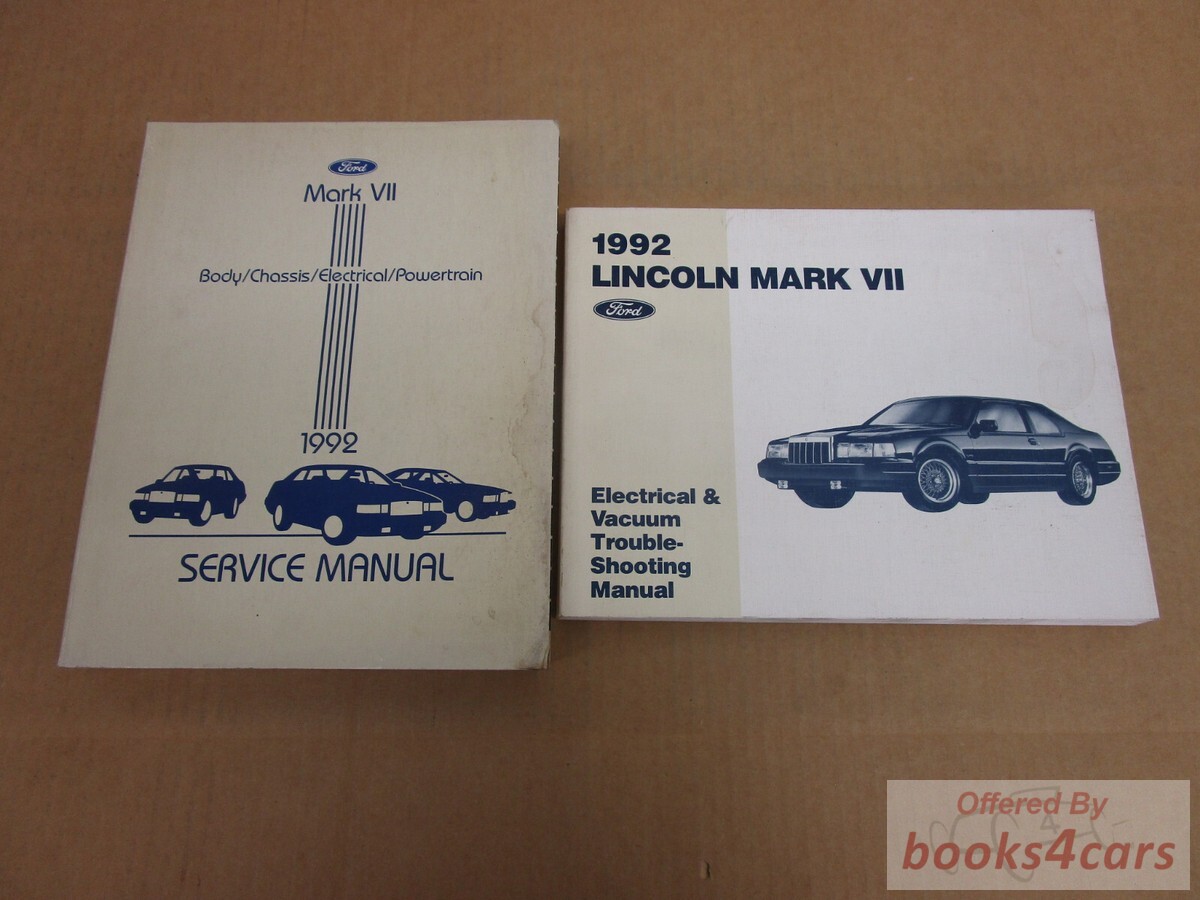 Ford
Mark VII
Body/Chassis/Electrical/Powertrain
1992
SERVICE MANUAL
1992
LINCOLN MARK VII
Ford
Electrical &
Vacuum
Trouble-
Shooting
Manual
Offered By
books4cars